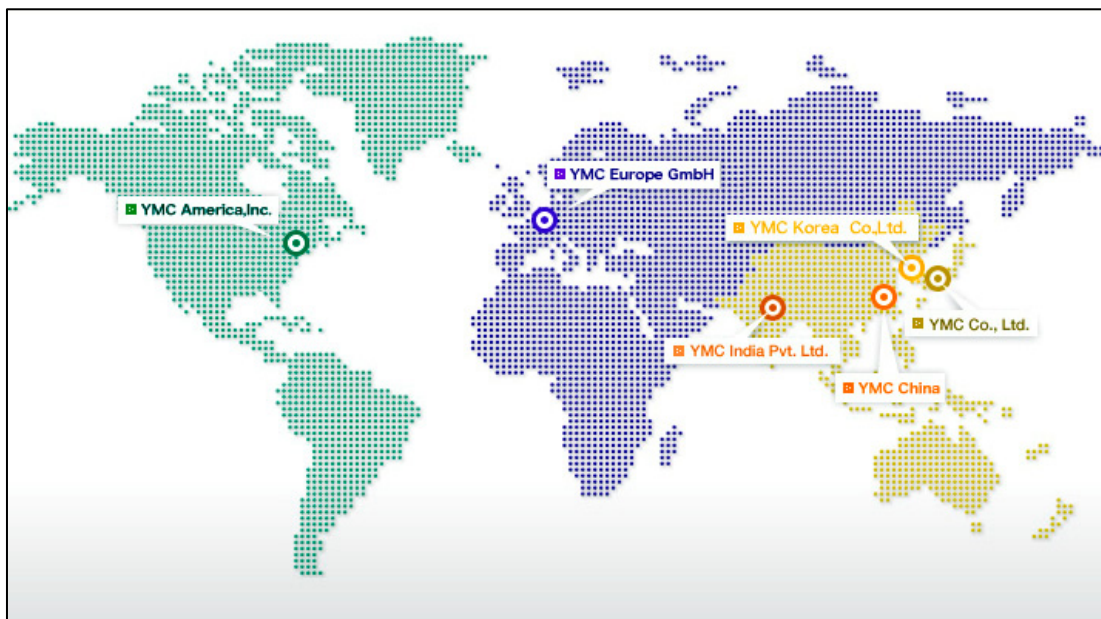 YMC Europe GmbH
YMC America,Inc.
YMC Korea Co.,Ltd.
YMC Co., Ltd.
YMC India Pvt. Ltd.
YMC China